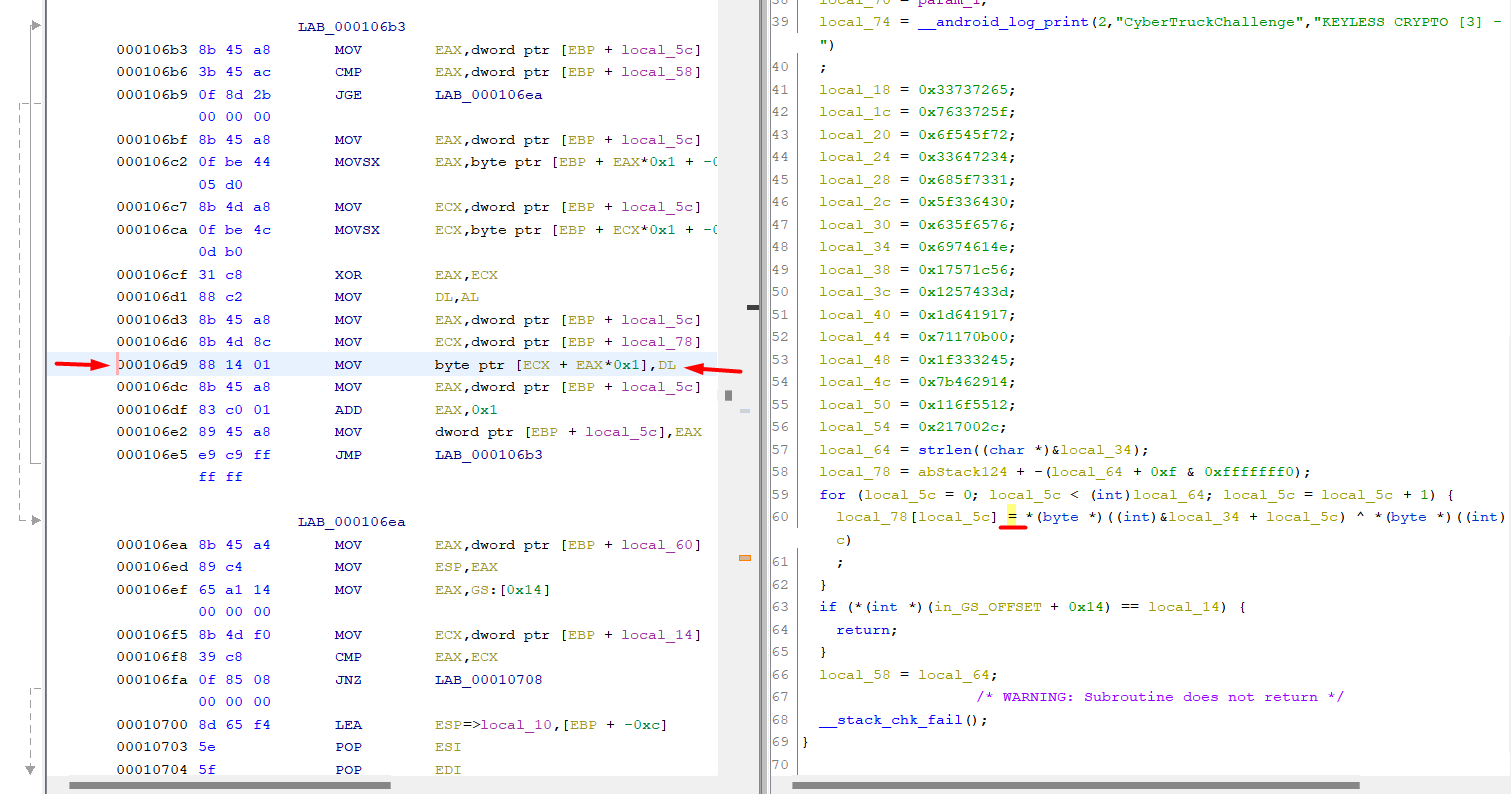 LAB_000106b3
000106b3 8b 45 a8 MOV EAX,dword ptr [EBP + local_5c]
000106b6 3b 45 ac CMP EAX,dword ptr [EBP + local_58]
000106b9 0f 8d 2b JGE LAB_000106ea
00 00 00
000106bf 8b 45 a8 MOV EAX,dword ptr [EBP + local_5c]
000106c2 0f be 44 MOVSX EAX,byte ptr [EBP + EAX*0x1 + -0
05 d0
000106c7 8b 4d a8 MOV ECX,dword ptr [EBP + local_5c]
000106ca 0f be 4c MOVSX ECX,byte ptr [EBP + ECX*0x1 + -0
0d b0
000106cf 31 c8 XOR EAX,ECX
000106d1 88 c2 MOV DL,AL
000106d3 8b 45 a8 MOV EAX,dword ptr [EBP + local_5c]
000106d6 8b 4d 8c MOV ECX,dword ptr [EBP + local_78]
000106d9 88 14 01 MOV byte ptr [ECX + EAX*0x1],DL
000106dc 8b 45 a8 MOV EAX,dword ptr [EBP + local_5c]
000106df 83 c0 01 ADD EAX,0x1
000106e2 89 45 a8 MOV dword ptr [EBP + local_5c],EAX
000106e5 e9 c9 ff JMP LAB_000106b3
ff ff
LAB_000106ea
000106ea 8b 45 a4 MOV EAX,dword ptr [EBP + local_60]
000106ed 89 c4 MOV ESP,EAX
000106ef 65 a1 14 MOV EAX,GS:[0x14]
00 00 00
000106f5 8b 4d f0 MOV ECX,dword ptr [EBP + local_14]
000106f8 39 c8 CMP EAX,ECX
000106fa 0f 85 08 JNZ LAB_00010708
00 00 00
00010700 8d 65 f4 LEA ESP=>local_10,[EBP + -0xc]
00010703 5e POP ESI
00010704 5f POP EDI
38 local_70 = param_1;
39 local_74 = __android_log_print(2,"CyberTruckChallenge","KEYLESS CRYPTO [3] -
")
40 ;
41 local_18 = 0x33737265;
42 local_1c = 0x7633725f;
43 local_20 = 0x6f545f72;
44 local_24 = 0x33647234;
45 local_28 = 0x685f7331;
46 local_2c = 0x5f336430;
47 local_30 = 0x635f6576;
48 local_34 = 0x6974614e;
49 local_38 = 0x17571c56;
50 local_3c = 0x1257433d;
51 local_40 = 0x1d641917;
52 local_44 = 0x71170b00;
53 local_48 = 0x1f333245;
54 local_4c = 0x7b462914;
55 local_50 = 0x116f5512;
56 local_54 = 0x217002c;
57 local_64 = strlen((char *)&local_34);
58 local_78 = abStack124 + -(local_64 + 0xf & 0xfffffff0);
59 for (local_5c = 0; local_5c < (int)local_64; local_5c = local_5c + 1) {
60 local_78[local_5c] = *(byte *)((int)&local_34 + local_5c) ^ *(byte *)((int)
c)
61 ;
62 }
63 if (*(int *)(in_GS_OFFSET + 0x14) == local_14) {
64 return;
65 }
66 local_58 = local_64;
67 /* WARNING: Subroutine does not return */
68 __stack_chk_fail();
69 }
70